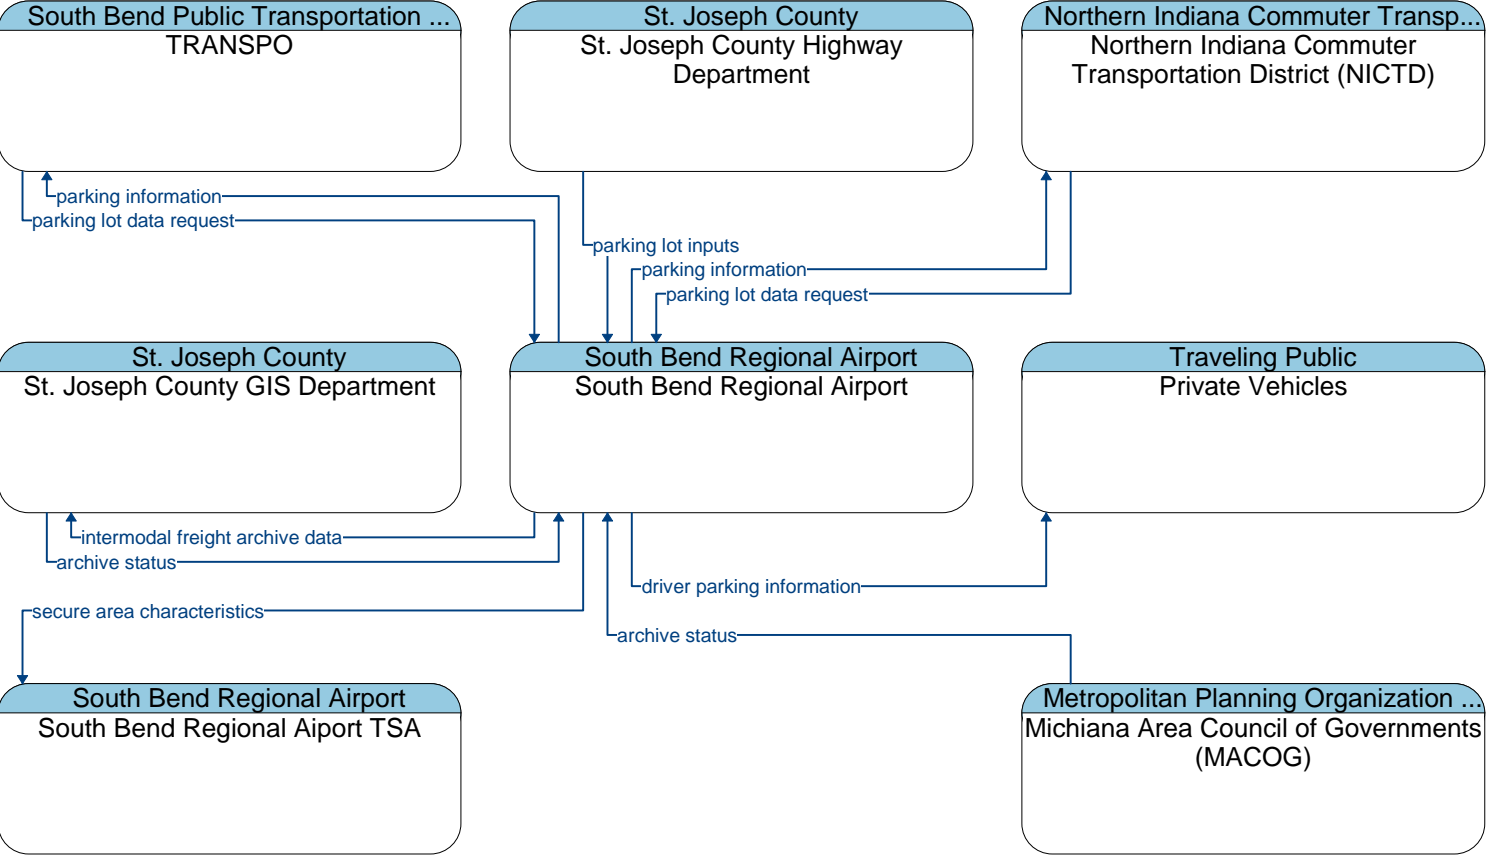 South Bend Public Transportation ...
TRANSPO
St. Joseph County
St. Joseph County Highway
Department
Northern Indiana Commuter Transp...
Northern Indiana Commuter
Transportation District (NICTD)
parking information
parking lot data request
parking lot inputs
parking information
parking lot data request
St. Joseph County
St. Joseph County GIS Department
South Bend Regional Airport
South Bend Regional Airport
Traveling Public
Private Vehicles
intermodal freight archive data
archive status
driver parking information
secure area characteristics
archive status
South Bend Regional Airport
South Bend Regional Aiport TSA
Metropolitan Planning Organization ...
Michiana Area Council of Governments
(MACOG)